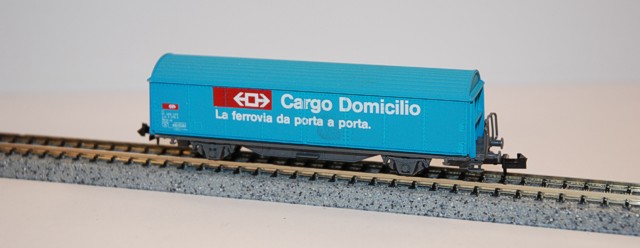 Cargo Domicilio
La ferrovia da porta a porta.